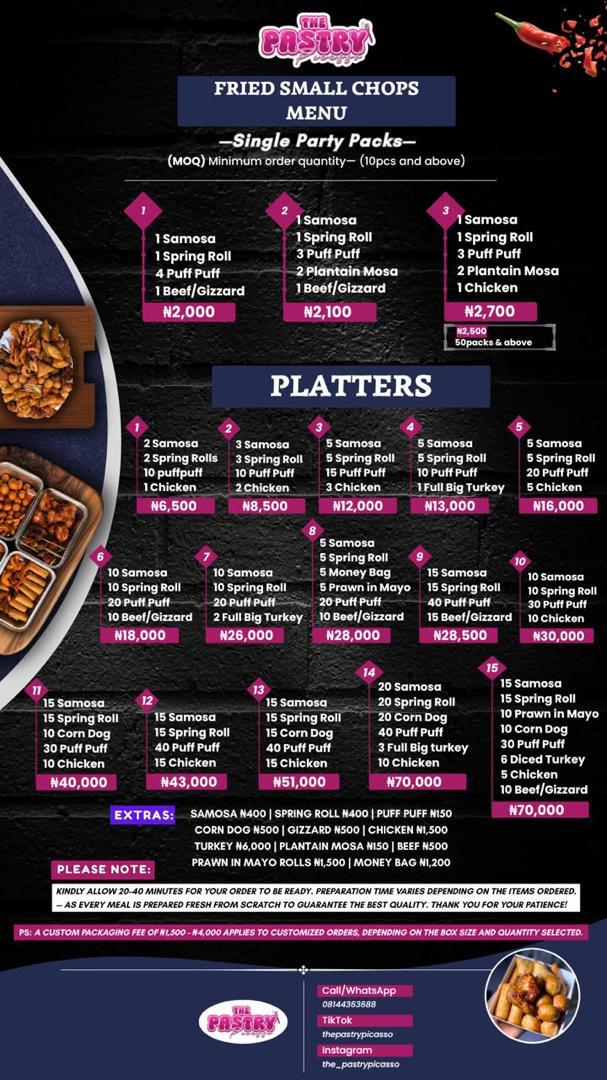 THE
PASTRY
Picasso
FRIED SMALL CHOPS
MENU
—Single Party Packs—
(MOQ) Minimum order quantity— (10pcs and above)
1
1 Samosa
1 Spring Roll
4 Puff Puff
1 Beef/Gizzard
₦2,000
2
1 Samosa
1 Spring Roll
3 Puff Puff
2 Plantain Mosa
1 Beef/Gizzard
₦2,100
3
1 Samosa
1 Spring Roll
3 Puff Puff
2 Plantain Mosa
1 Chicken
₦2,700
₦2,500
50packs & above
PLATTERS
1
2 Samosa
2 Spring Rolls
10 puffpuff
1 Chicken
₦6,500
2
3 Samosa
3 Spring Roll
10 Puff Puff
2 Chicken
₦8,500
3
5 Samosa
5 Spring Roll
15 Puff Puff
3 Chicken
₦12,000
4
5 Samosa
5 Spring Roll
10 Puff Puff
1 Full Big Turkey
₦13,000
5
5 Samosa
5 Spring Roll
20 Puff Puff
5 Chicken
₦16,000
6
10 Samosa
10 Spring Roll
20 Puff Puff
10 Beef/Gizzard
₦18,000
7
10 Samosa
10 Spring Roll
20 Puff Puff
2 Full Big Turkey
₦26,000
8
5 Samosa
5 Spring Roll
5 Money Bag
5 Prawn in Mayo
20 Puff Puff
10 Beef/Gizzard
₦28,000
9
15 Samosa
15 Spring Roll
40 Puff Puff
15 Beef/Gizzard
₦28,500
10
10 Samosa
10 Spring Roll
30 Puff Puff
10 Chicken
₦30,000
11
15 Samosa
15 Spring Roll
10 Corn Dog
30 Puff Puff
10 Chicken
₦40,000
12
15 Samosa
15 Spring Roll
40 Puff Puff
15 Chicken
₦43,000
13
15 Samosa
15 Spring Roll
15 Corn Dog
40 Puff Puff
15 Chicken
₦51,000
14
20 Samosa
20 Spring Roll
20 Corn Dog
40 Puff Puff
3 Full Big turkey
10 Chicken
₦70,000
15
15 Samosa
15 Spring Roll
10 Prawn in Mayo
10 Corn Dog
30 Puff Puff
6 Diced Turkey
5 Chicken
10 Beef/Gizzard
₦70,000
EXTRAS:
SAMOSA ₦400 | SPRING ROLL ₦400 | PUFF PUFF ₦150
CORN DOG ₦500 | GIZZARD ₦500 | CHICKEN ₦1,500
TURKEY ₦6,000 | PLANTAIN MOSA ₦150 | BEEF ₦500
PRAWN IN MAYO ROLLS ₦1,500 | MONEY BAG ₦1,200
PLEASE NOTE:
KINDLY ALLOW 20-40 MINUTES FOR YOUR ORDER TO BE READY. PREPARATION TIME VARIES DEPENDING ON THE ITEMS ORDERED.
— AS EVERY MEAL IS PREPARED FRESH FROM SCRATCH TO GUARANTEE THE BEST QUALITY. THANK YOU FOR YOUR PATIENCE!
PS: A CUSTOM PACKAGING FEE OF ₦1,500 - ₦4,000 APPLIES TO CUSTOMIZED ORDERS, DEPENDING ON THE BOX SIZE AND QUANTITY SELECTED.
THE
PASTRY
Picasso
Call/WhatsApp
08144363688
TikTok
thepastrypicasso
Instagram
the_pastrypicasso